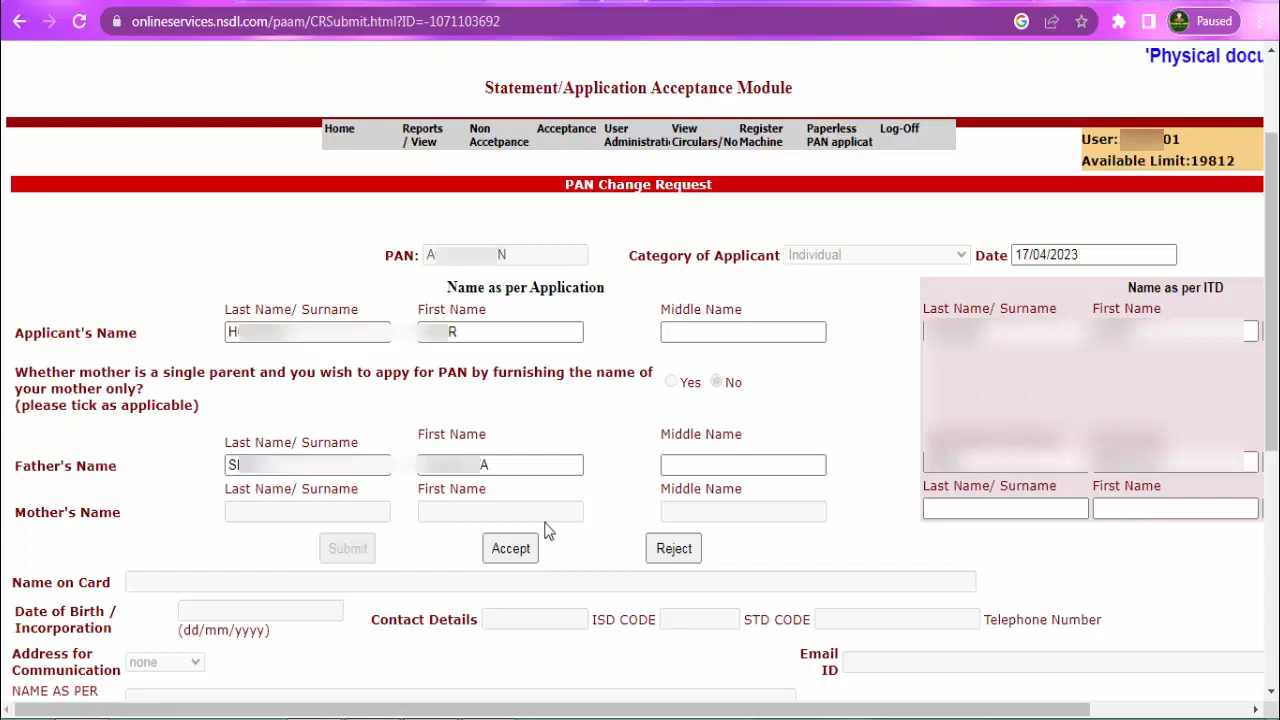 onlineservices.nsdl.com/paam/CRSubmit.html?ID=-1071103692
Paused
'Physical docu
Statement/Application Acceptance Module
Home Reports / View Non Accetpance Acceptance User Administrati View Circulars/No Register Machine Paperless PAN applicat Log-Off
User: 01
Available Limit:19812
PAN Change Request
PAN: A N Category of Applicant Individual Date 17/04/2023
Name as per Application Name as per ITD
Last Name/ Surname First Name Middle Name Last Name/ Surname First Name
Applicant's Name H R
Whether mother is a single parent and you wish to appy for PAN by furnishing the name of
your mother only? Yes No
(please tick as applicable)
Last Name/ Surname First Name Middle Name
Father's Name S A
Last Name/ Surname First Name Middle Name Last Name/ Surname First Name
Mother's Name
Submit Accept Reject
Name on Card
Date of Birth / Incorporation (dd/mm/yyyy) Contact Details ISD CODE STD CODE Telephone Number
Address for Communication none Email ID
NAME AS PER